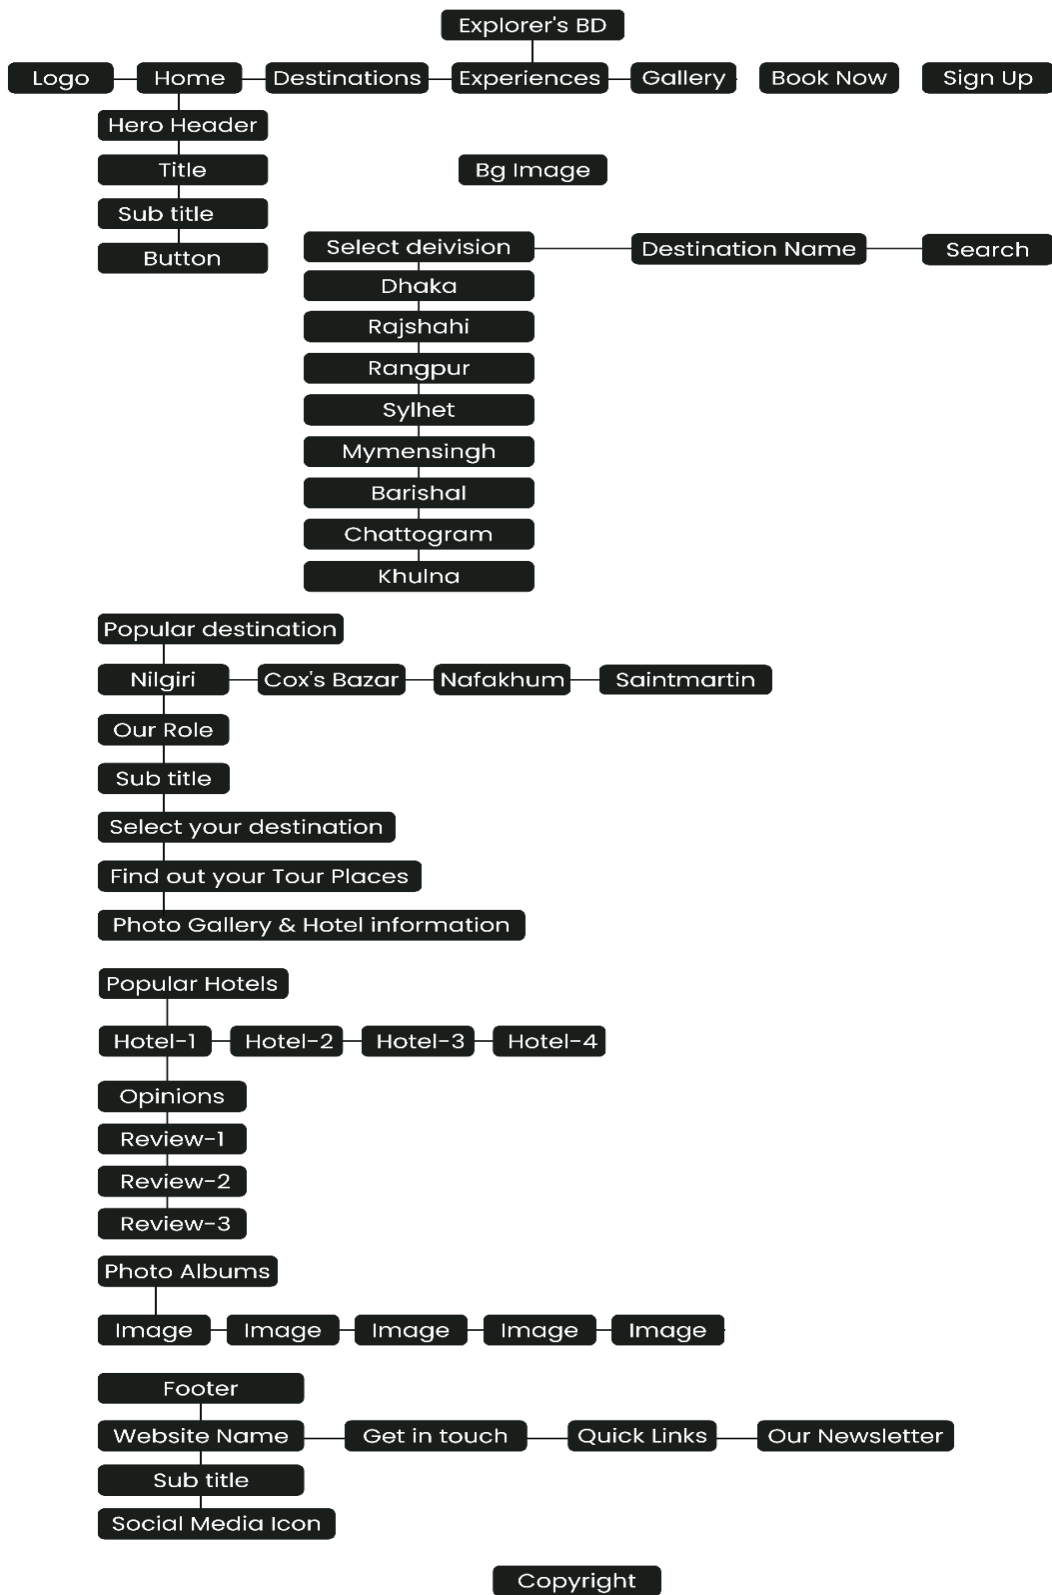 Explorer's BD
Logo Home Destinations Experiences Gallery Book Now Sign Up
Hero Header
Title Bg Image
Sub title
Button Select deivision Destination Name Search
Dhaka
Rajshahi
Rangpur
Sylhet
Mymensingh
Barishal
Chattogram
Khulna
Popular destination
Nilgiri Cox's Bazar Nafakhum Saintmartin
Our Role
Sub title
Select your destination
Find out your Tour Places
Photo Gallery & Hotel information
Popular Hotels
Hotel-1 Hotel-2 Hotel-3 Hotel-4
Opinions
Review-1
Review-2
Review-3
Photo Albums
Image Image Image Image Image
Footer
Website Name Get in touch Quick Links Our Newsletter
Sub title
Social Media Icon
Copyright